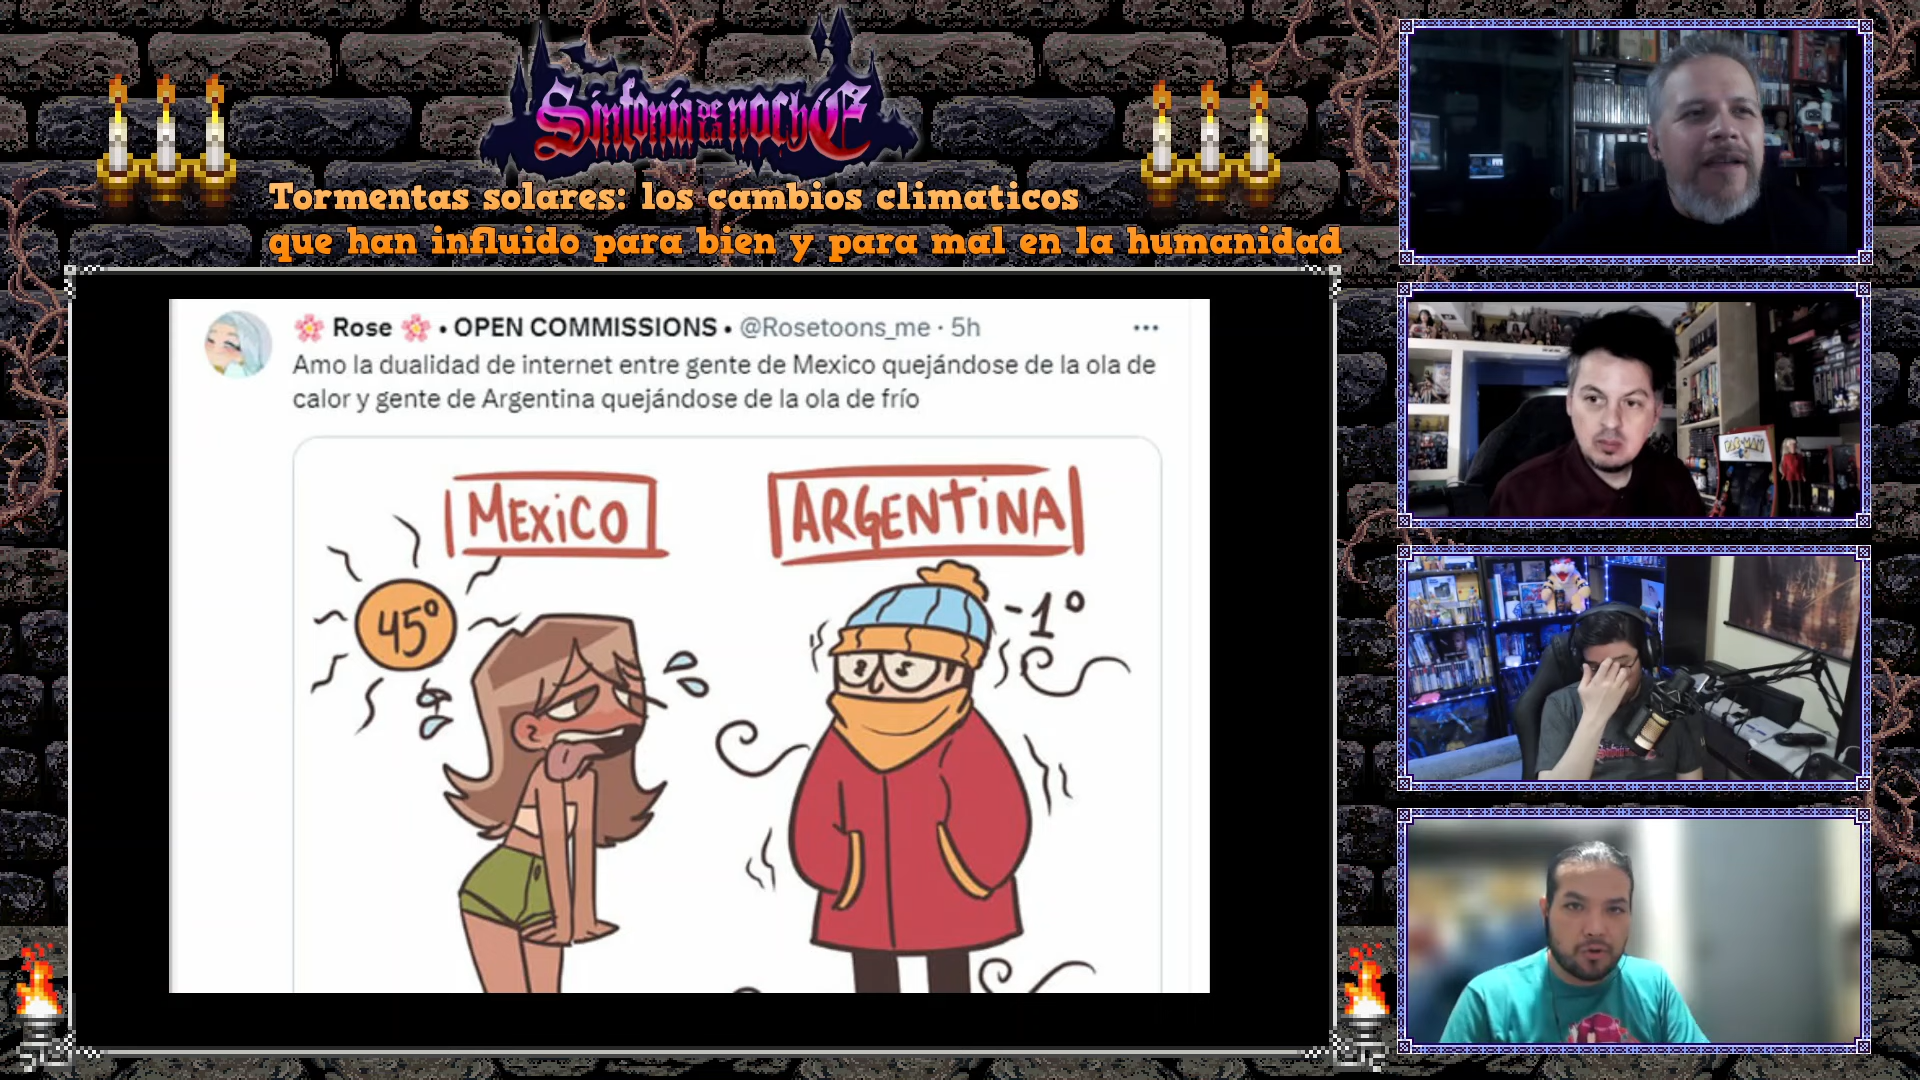 Sinfonía de la noche
Tormentas solares: los cambios climaticos
que han influido para bien y para mal en la humanidad
🌸 Rose 🌸 • OPEN COMMISSIONS • @Rosetoons_me · 5h
Amo la dualidad de internet entre gente de Mexico quejándose de la ola de
calor y gente de Argentina quejándose de la ola de frío
MEXiCO
ARGENTiNA
45°
-1°
PAC-MAN